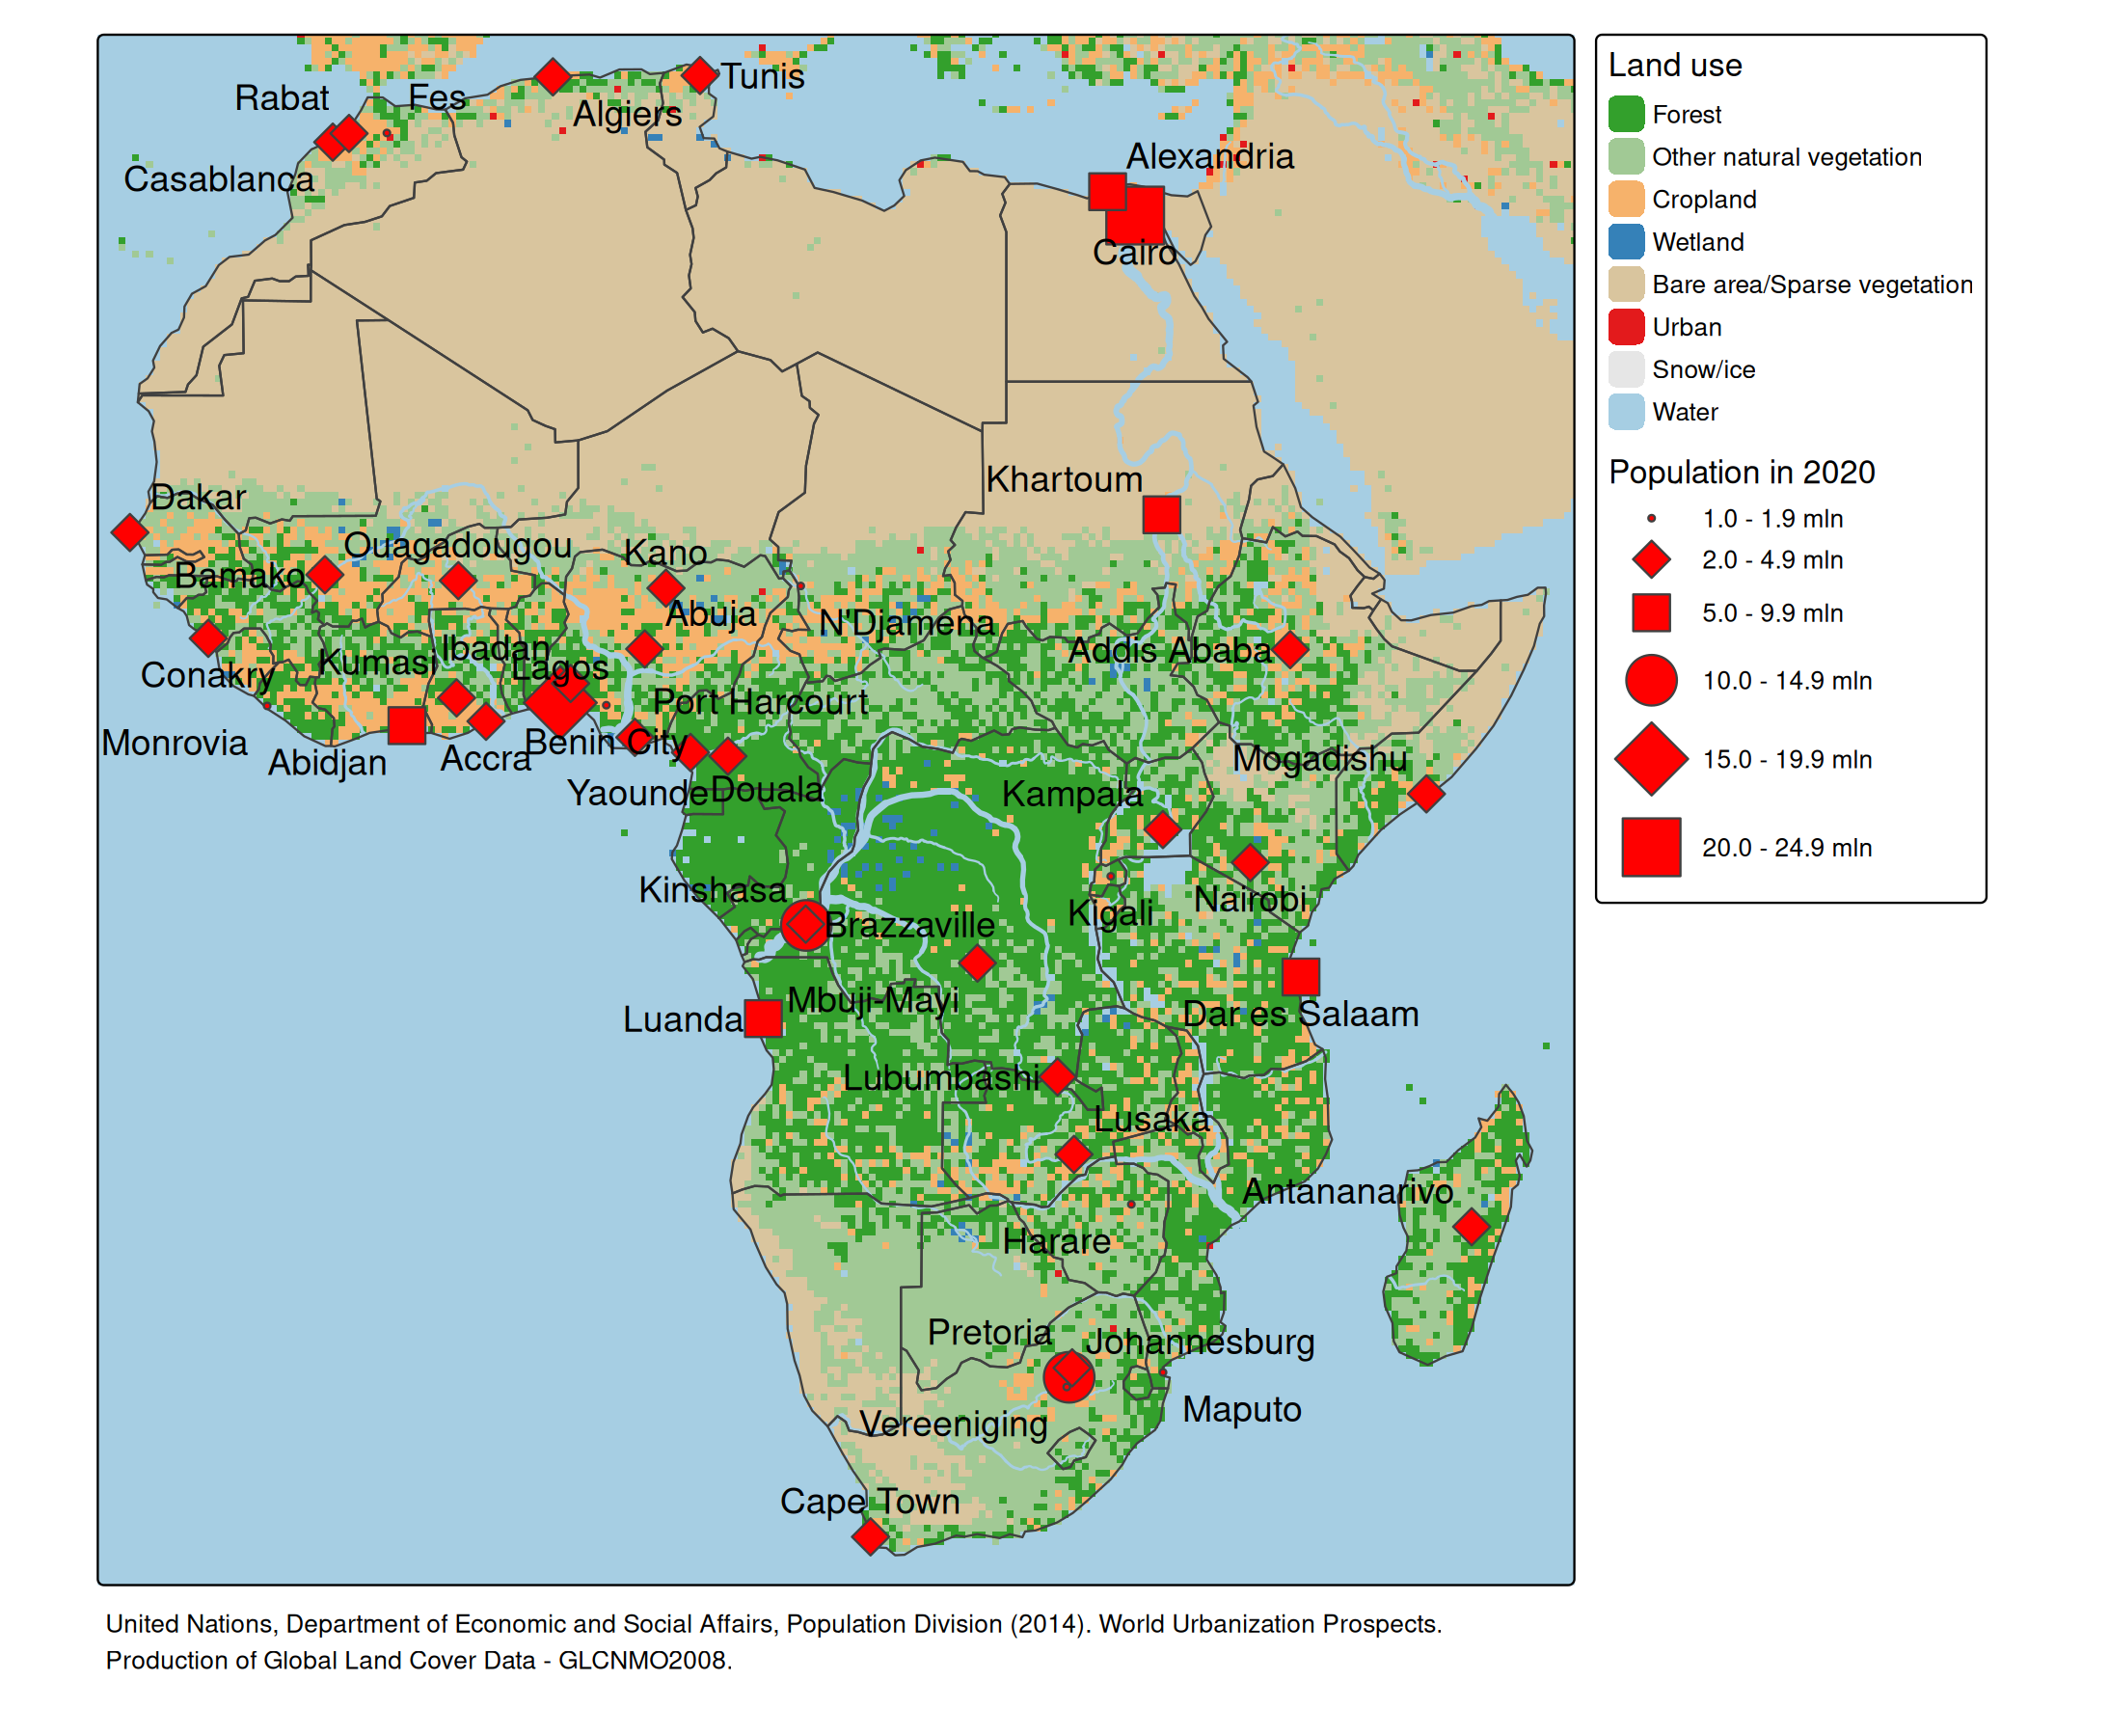 Tunis
Rabat
Fes
Algiers
Casablanca
Alexandria
Cairo
Khartoum
Dakar
Ouagadougou
Kano
Bamako
Abuja
N'Djamena
Addis Ababa
Ibadan
Kumasi
Lagos
Conakry
Port Harcourt
Monrovia
Abidjan
Accra
Benin City
Mogadishu
Yaounde
Douala
Kampala
Kinshasa
Nairobi
Kigali
Brazzaville
Mbuji-Mayi
Luanda
Dar es Salaam
Lubumbashi
Lusaka
Antananarivo
Harare
Pretoria
Johannesburg
Maputo
Vereeniging
Cape Town
Land use
Forest
Other natural vegetation
Cropland
Wetland
Bare area/Sparse vegetation
Urban
Snow/ice
Water
Population in 2020
1.0 - 1.9 mln
2.0 - 4.9 mln
5.0 - 9.9 mln
10.0 - 14.9 mln
15.0 - 19.9 mln
20.0 - 24.9 mln
United Nations, Department of Economic and Social Affairs, Population Division (2014). World Urbanization Prospects.
Production of Global Land Cover Data - GLCNMO2008.